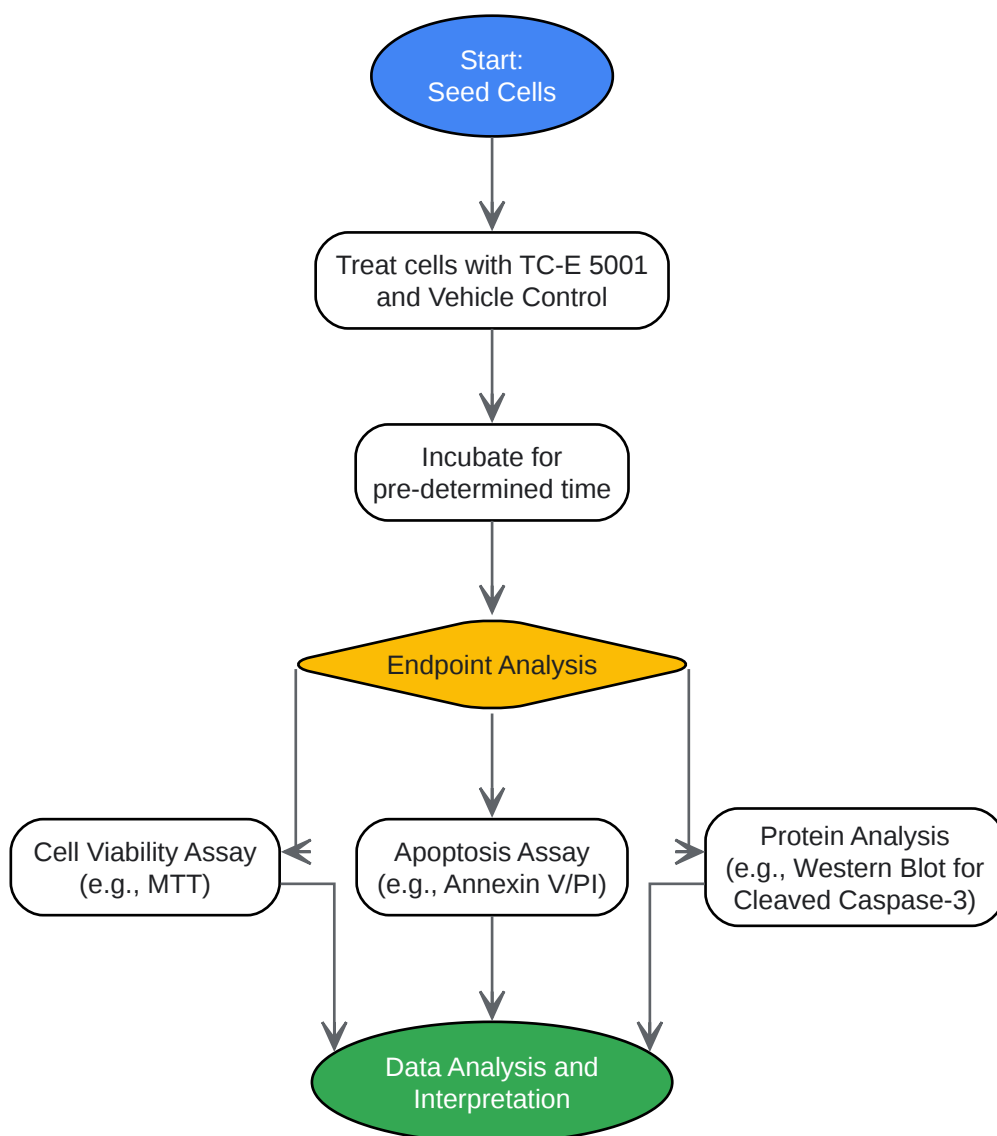 Start:
Seed Cells
Treat cells with TC-E 5001
and Vehicle Control
Incubate for
pre-determined time
Endpoint Analysis
Cell Viability Assay
(e.g., MTT)
Apoptosis Assay
(e.g., Annexin V/PI)
Protein Analysis
(e.g., Western Blot for
Cleaved Caspase-3)
Data Analysis and
Interpretation